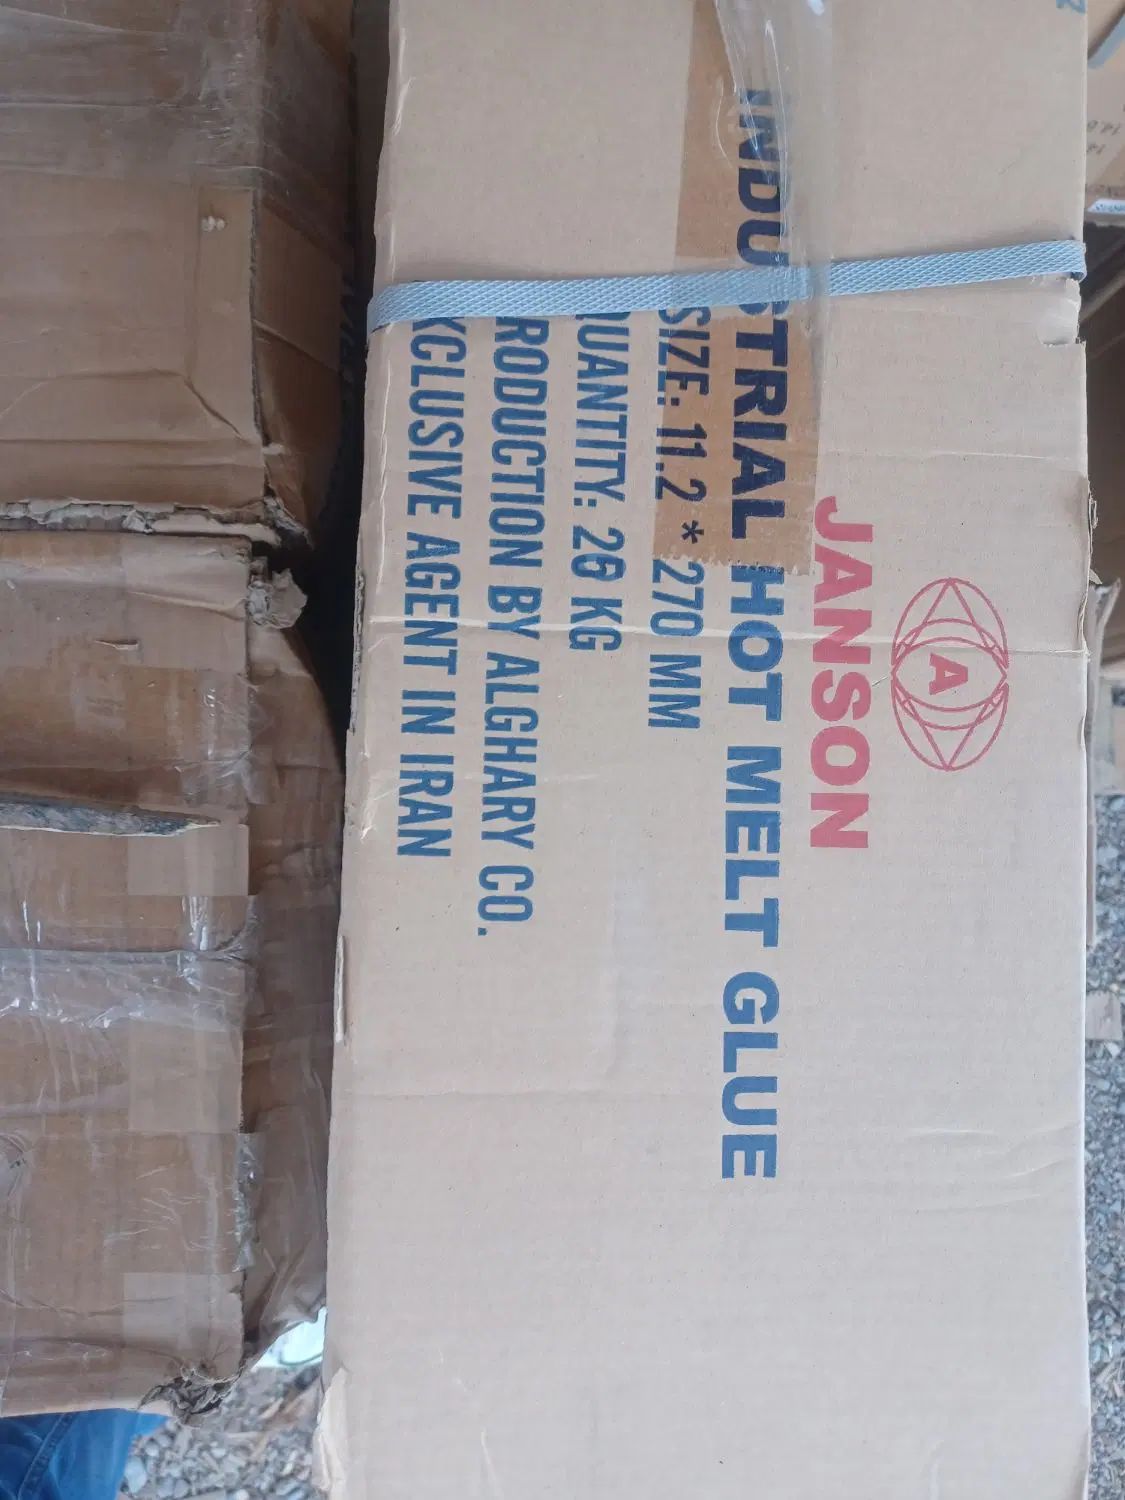 A
JANSON
INDUSTRIAL HOT MELT GLUE
SIZE: 11.2 * 270 MM
QUANTITY: 20 KG
PRODUCTION BY ALGHARY CO.
EXCLUSIVE AGENT IN IRAN